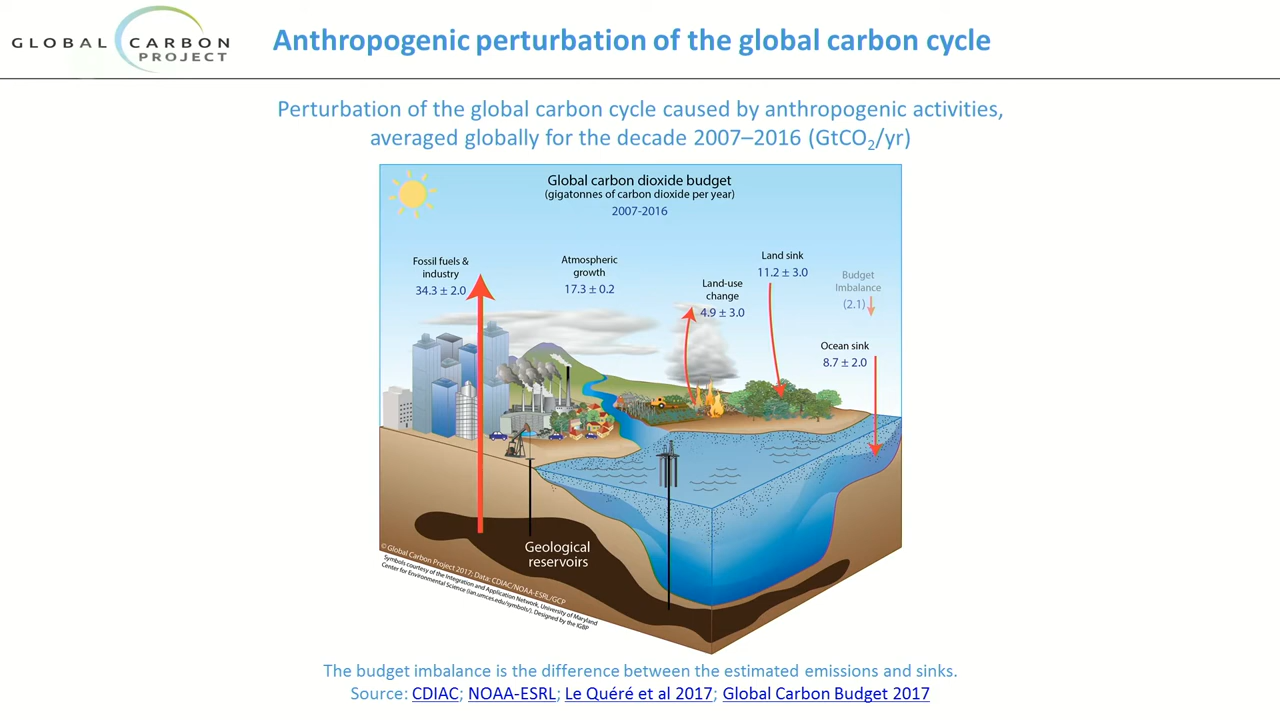 GLOBAL CARBON
PROJECT
Anthropogenic perturbation of the global carbon cycle
Perturbation of the global carbon cycle caused by anthropogenic activities,
averaged globally for the decade 2007–2016 (GtCO₂/yr)
Global carbon dioxide budget
(gigatonnes of carbon dioxide per year)
2007-2016
Fossil fuels &
industry
34.3 ± 2.0
Atmospheric
growth
17.3 ± 0.2
Land-use
change
4.9 ± 3.0
Land sink
11.2 ± 3.0
Budget
Imbalance
(2.1)
Ocean sink
8.7 ± 2.0
Geological
reservoirs
© Global Carbon Project 2017; Data: CDIAC/NOAA-ESRL/GCP
Symbols courtesy of the Integration and Application Network, University of Maryland
Center for Environmental Science (ian.umces.edu/symbols/). Designed by the IGBP
The budget imbalance is the difference between the estimated emissions and sinks.
Source: CDIAC; NOAA-ESRL; Le Quéré et al 2017; Global Carbon Budget 2017